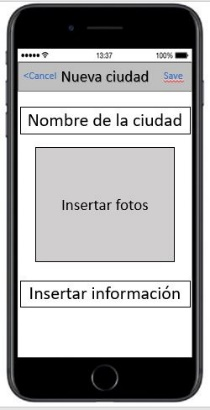 13:37
100%
<Cancel Nueva ciudad Save
Nombre de la ciudad
Insertar fotos
Insertar información